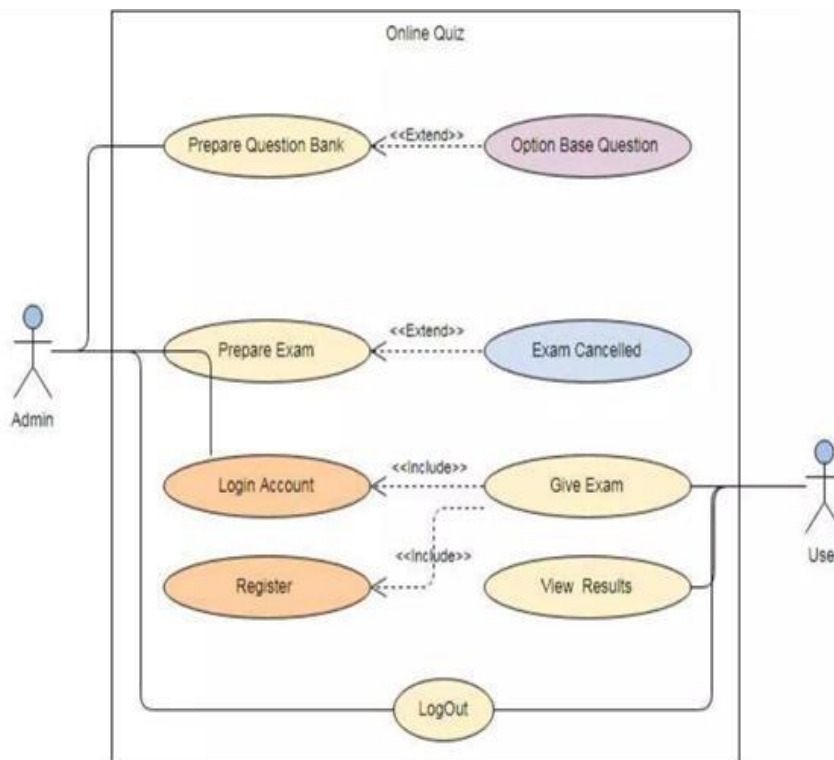 Online Quiz
Prepare Question Bank
<<Extend>>
Option Base Question
Prepare Exam
<<Extend>>
Exam Cancelled
Admin
Login Account
<<Include>>
Give Exam
Register
<<Include>>
View Results
Use
LogOut